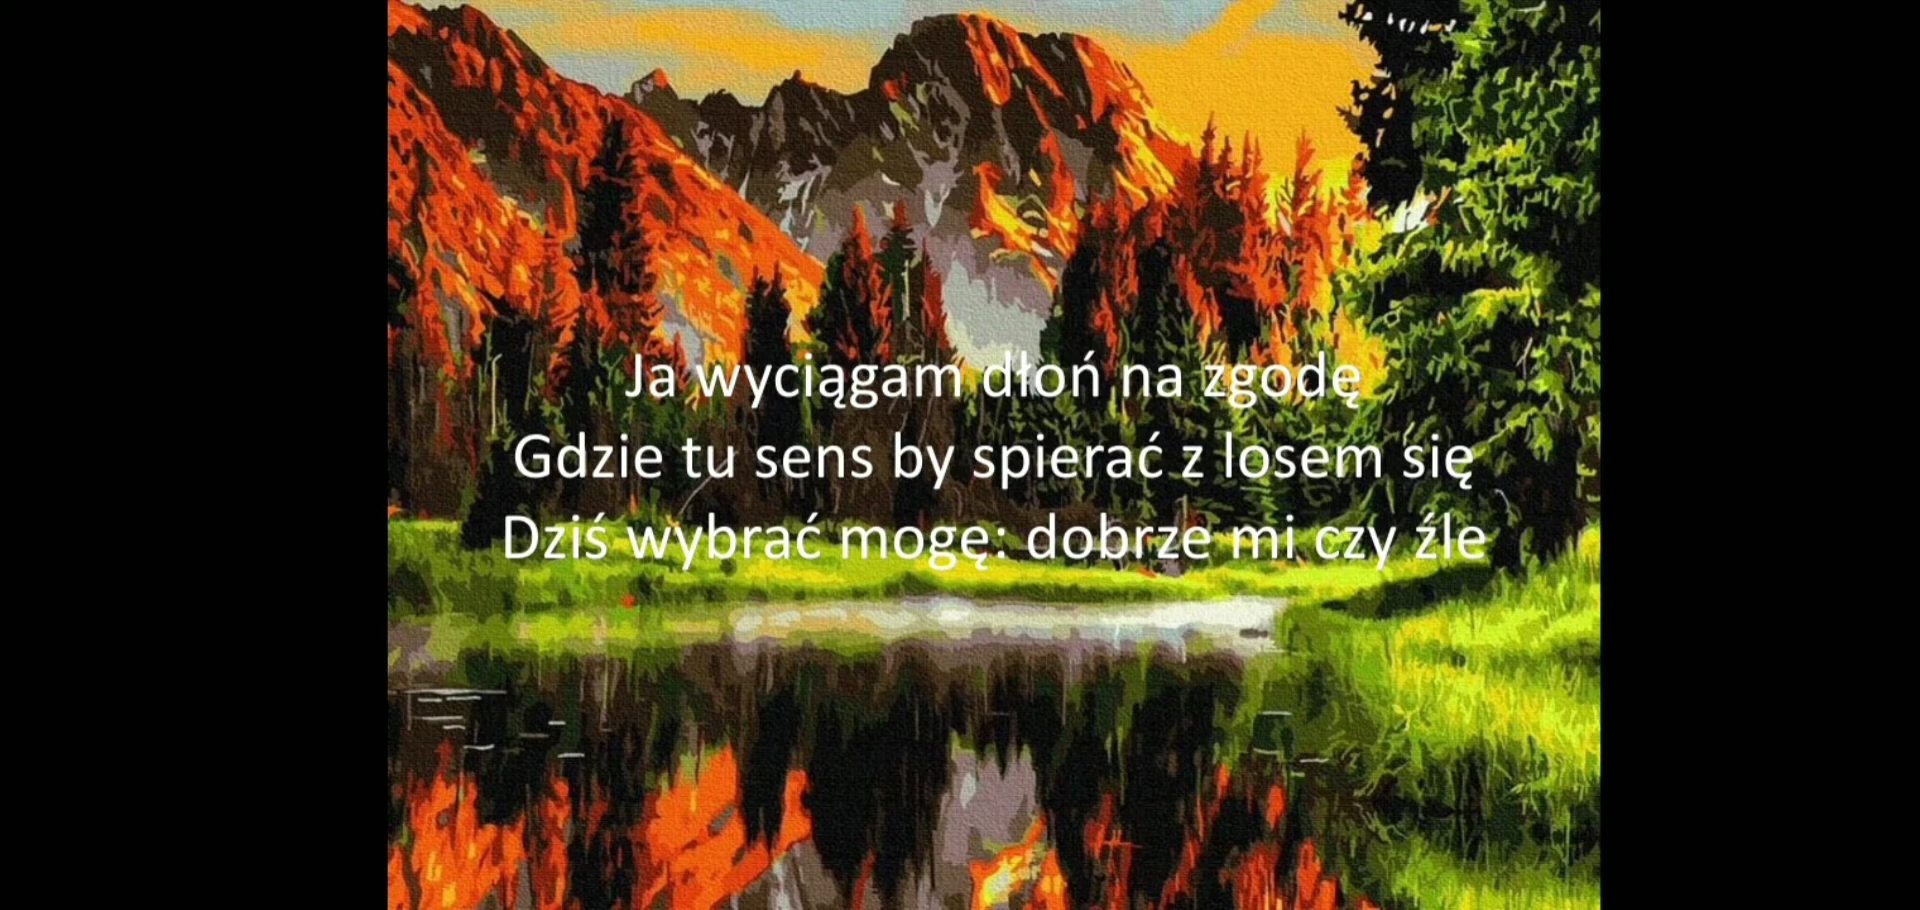 Ja wyciągam dłoń na zgodę
Gdzie tu sens by spierać z losem się
Dziś wybrać mogę: dobrze mi czy źle